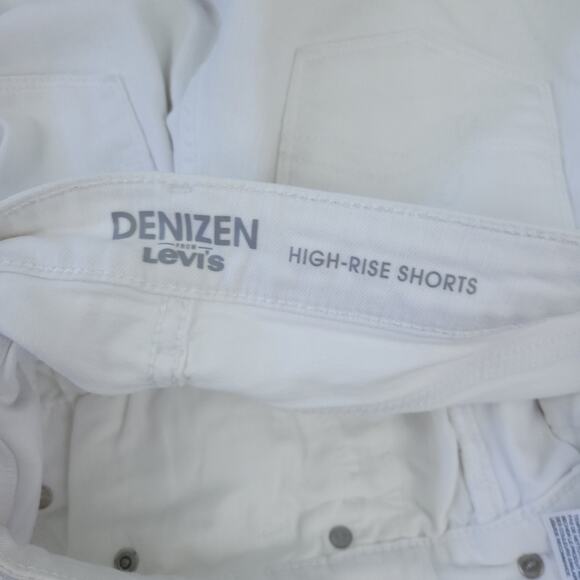 DENIZEN
FROM
Levi's
HIGH-RISE SHORTS